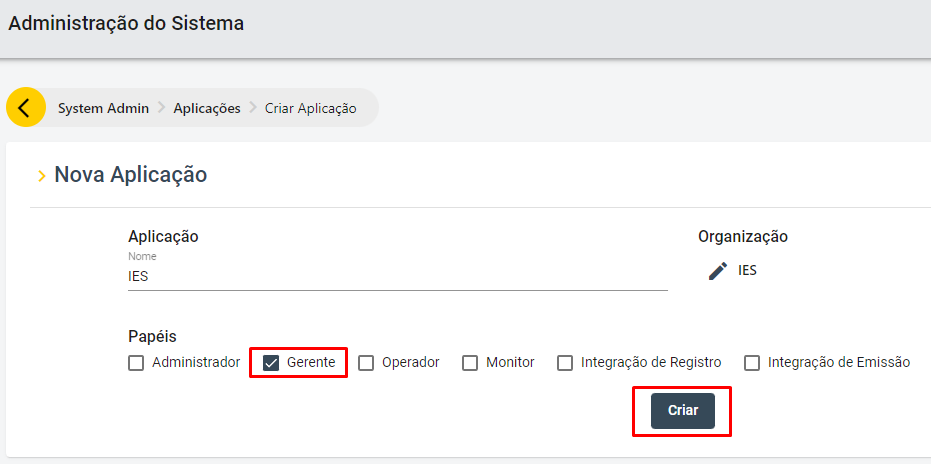 Administração do Sistema
System Admin > Aplicações > Criar Aplicação
Nova Aplicação
Aplicação
Organização
Nome
IES
IES
Papéis
Administrador Gerente Operador Monitor Integração de Registro Integração de Emissão
Criar